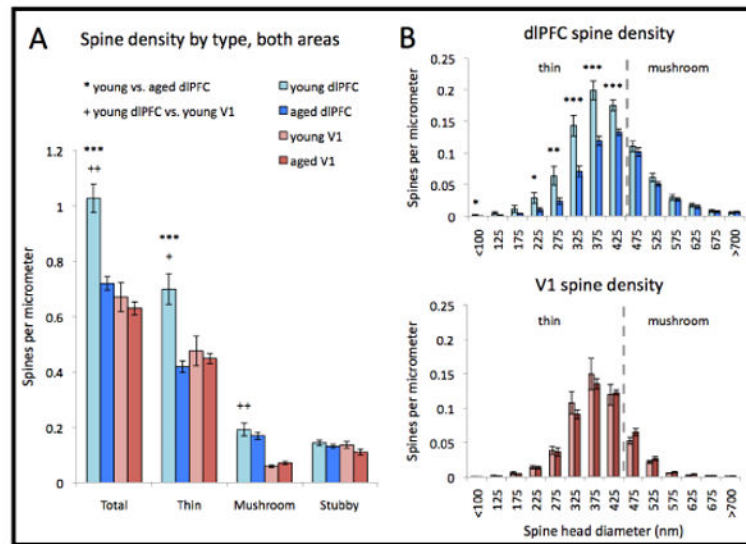 A
Spine density by type, both areas
* young vs. aged dlPFC
+ young dlPFC vs. young V1
young dlPFC
aged dlPFC
young V1
aged V1
Spines per micrometer
1.2
1
0.8
0.6
0.4
0.2
0
***
++
***
+
++
Total
Thin
Mushroom
Stubby
B
dlPFC spine density
thin
mushroom
Spines per micrometer
0.25
0.2
0.15
0.1
0.05
0
*
*
**
***
***
***
<100
125
175
225
275
325
375
425
475
525
575
625
675
>700
V1 spine density
thin
mushroom
Spines per micrometer
0.25
0.2
0.15
0.1
0.05
0
<100
125
175
225
275
325
375
425
475
525
575
625
675
>700
Spine head diameter (nm)